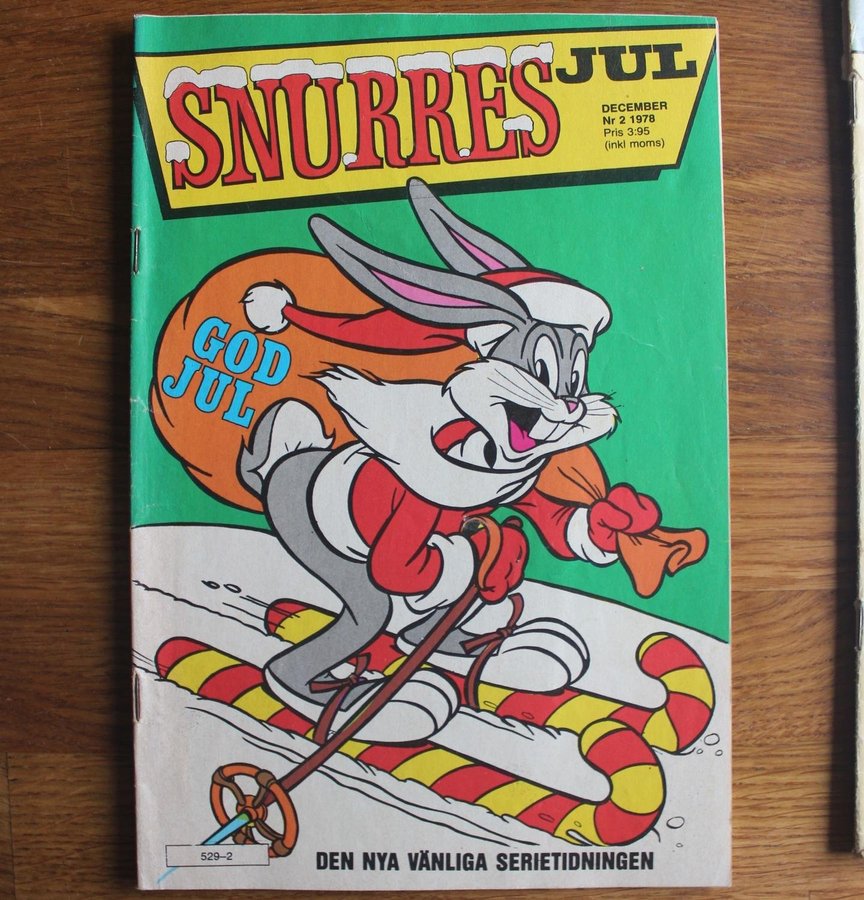 SNURRES JUL
DECEMBER
Nr 2 1978
Pris 3:95
(inkl moms)
GOD
JUL
529–2
DEN NYA VÄNLIGA SERIETIDNINGEN